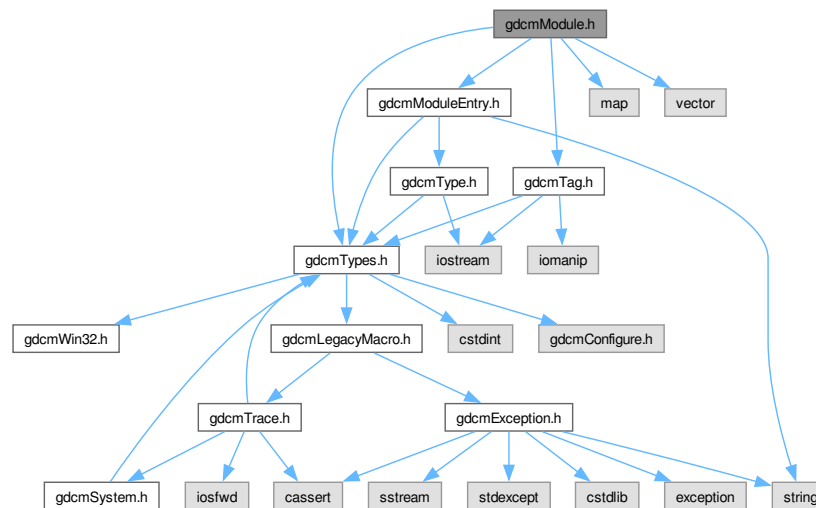 gdcmModule.h
gdcmModuleEntry.h
map
vector
gdcmType.h
gdcmTag.h
gdcmTypes.h
iostream
iomanip
gdcmWin32.h
gdcmLegacyMacro.h
cstdint
gdcmConfigure.h
gdcmTrace.h
gdcmException.h
gdcmSystem.h
iosfwd
cassert
sstream
stdexcept
cstdlib
exception
string